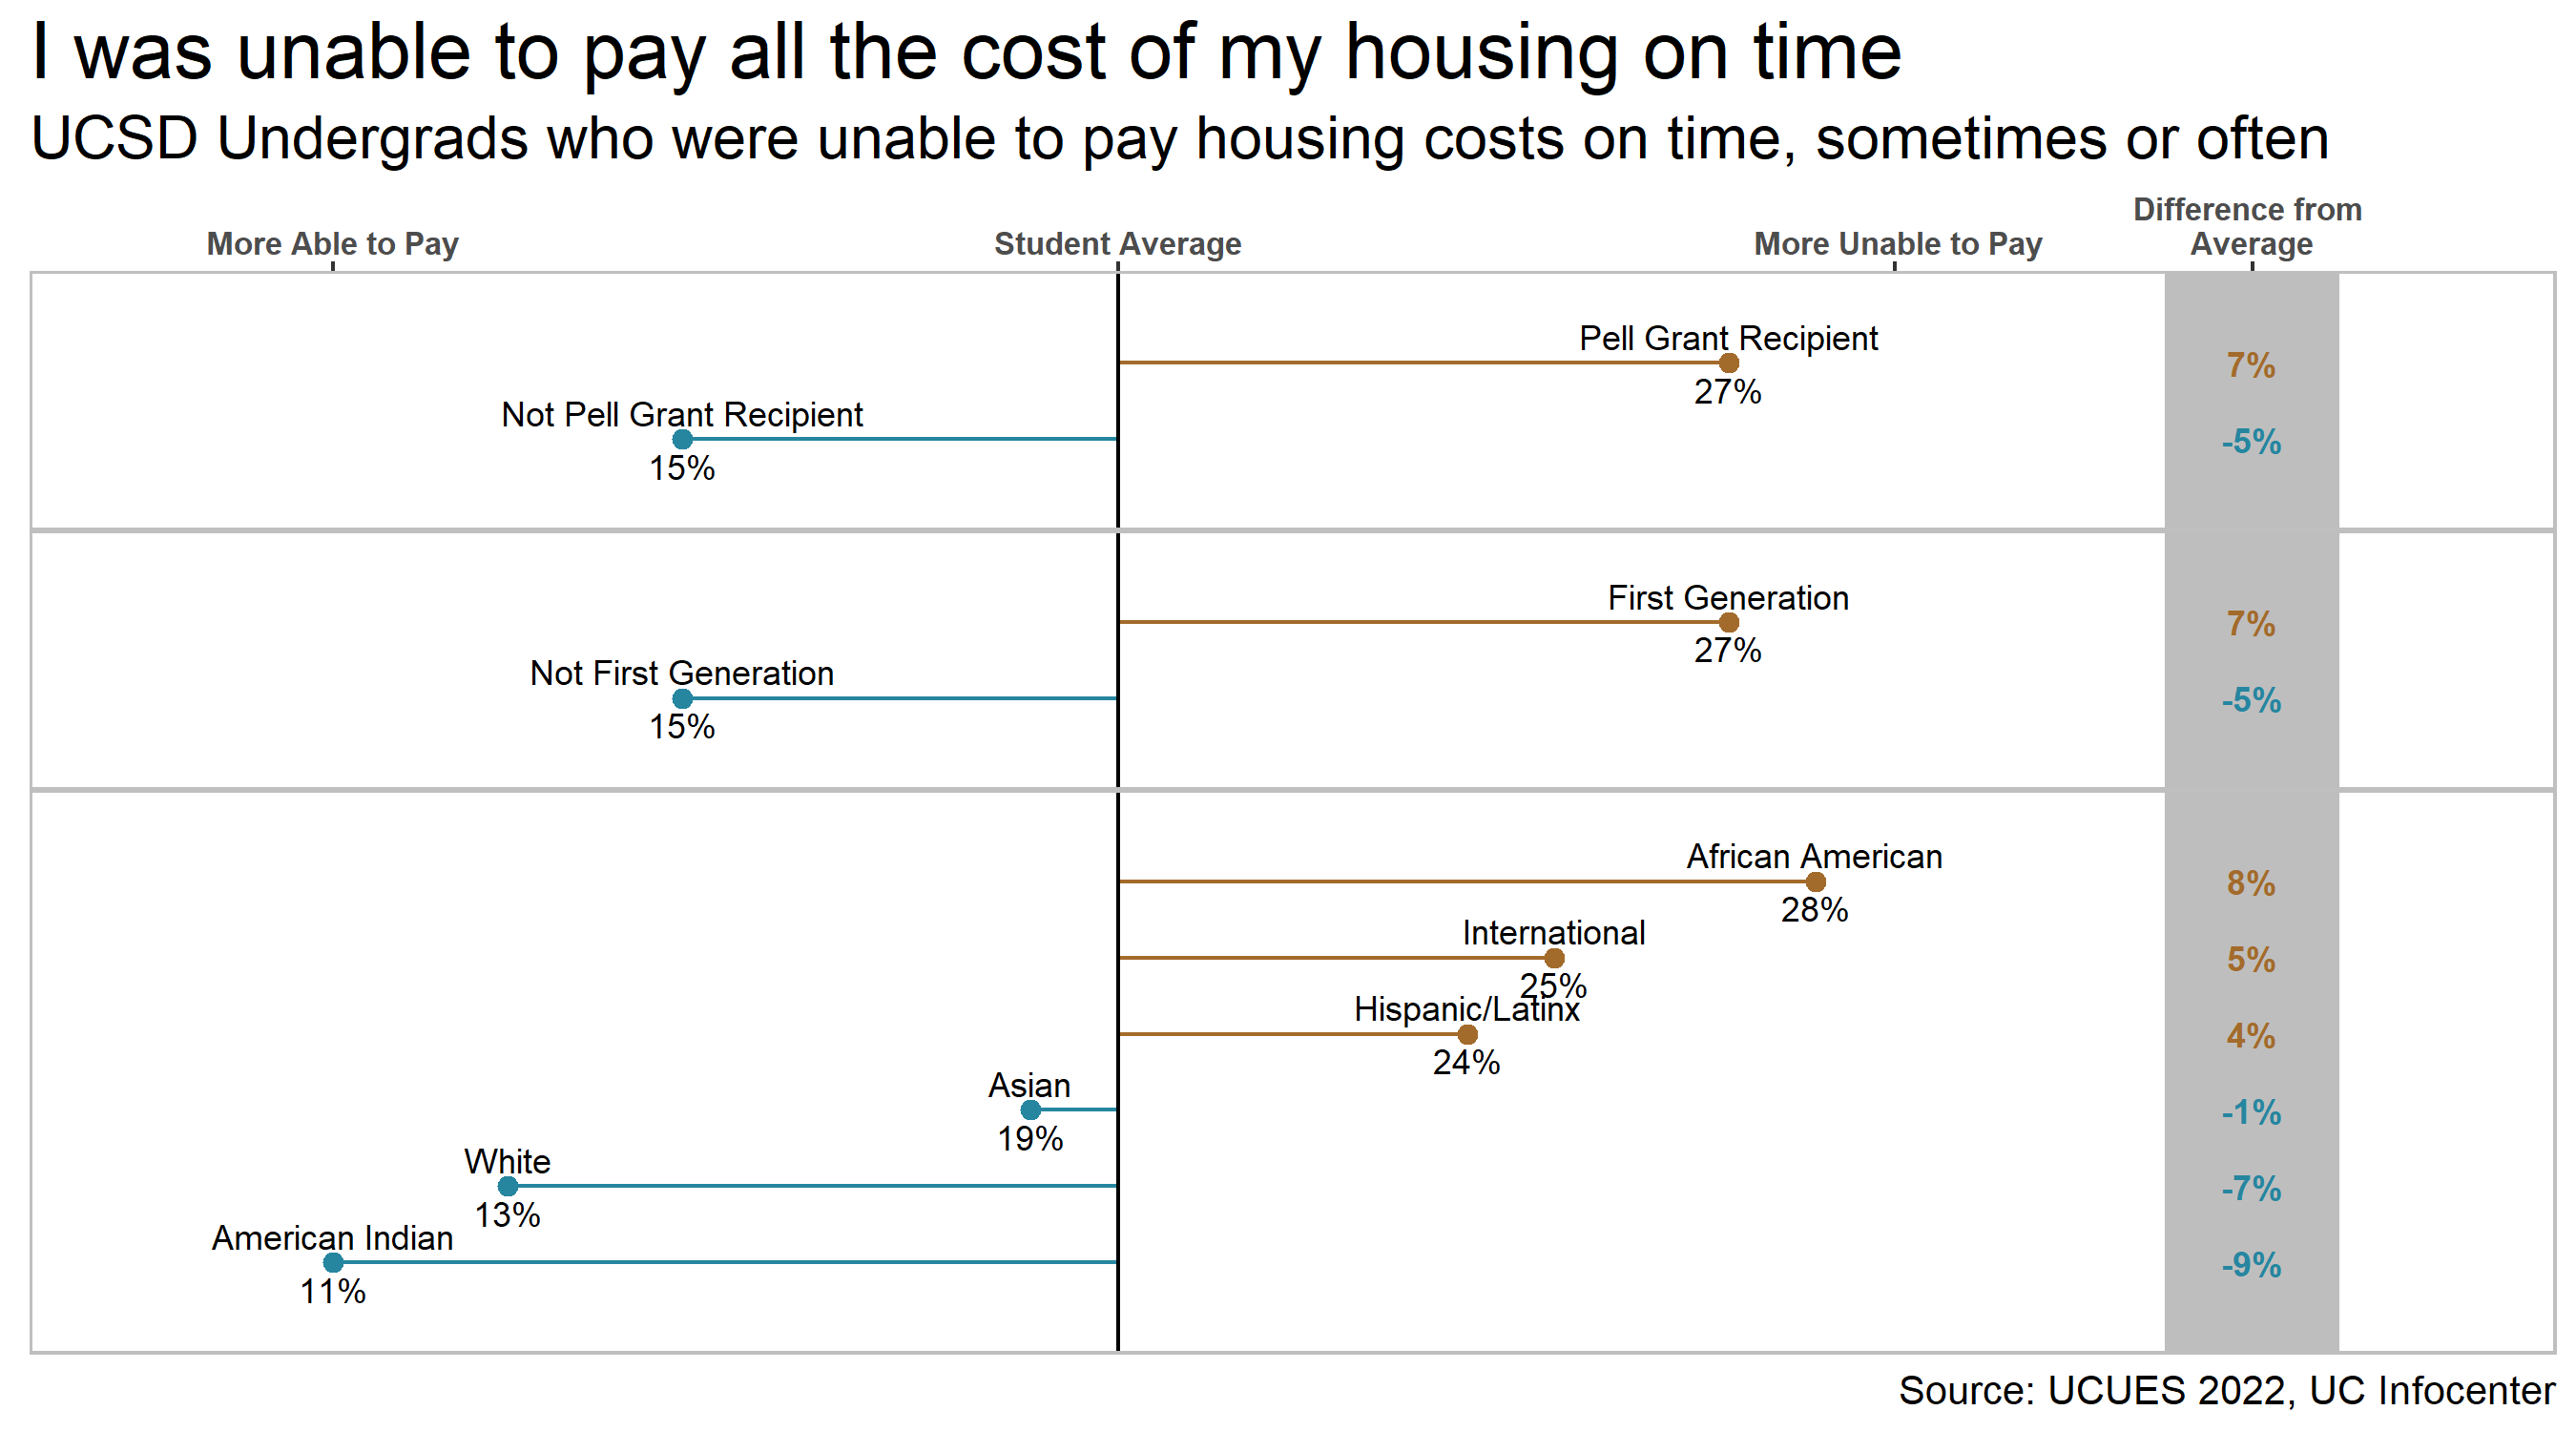 I was unable to pay all the cost of my housing on time
UCSD Undergrads who were unable to pay housing costs on time, sometimes or often
More Able to Pay
Student Average
More Unable to Pay
Difference from
Average
Pell Grant Recipient
27%
7%
Not Pell Grant Recipient
15%
-5%
First Generation
27%
7%
Not First Generation
15%
-5%
African American
28%
8%
International
25%
5%
Hispanic/Latinx
24%
4%
Asian
19%
-1%
White
13%
-7%
American Indian
11%
-9%
Source: UCUES 2022, UC Infocenter